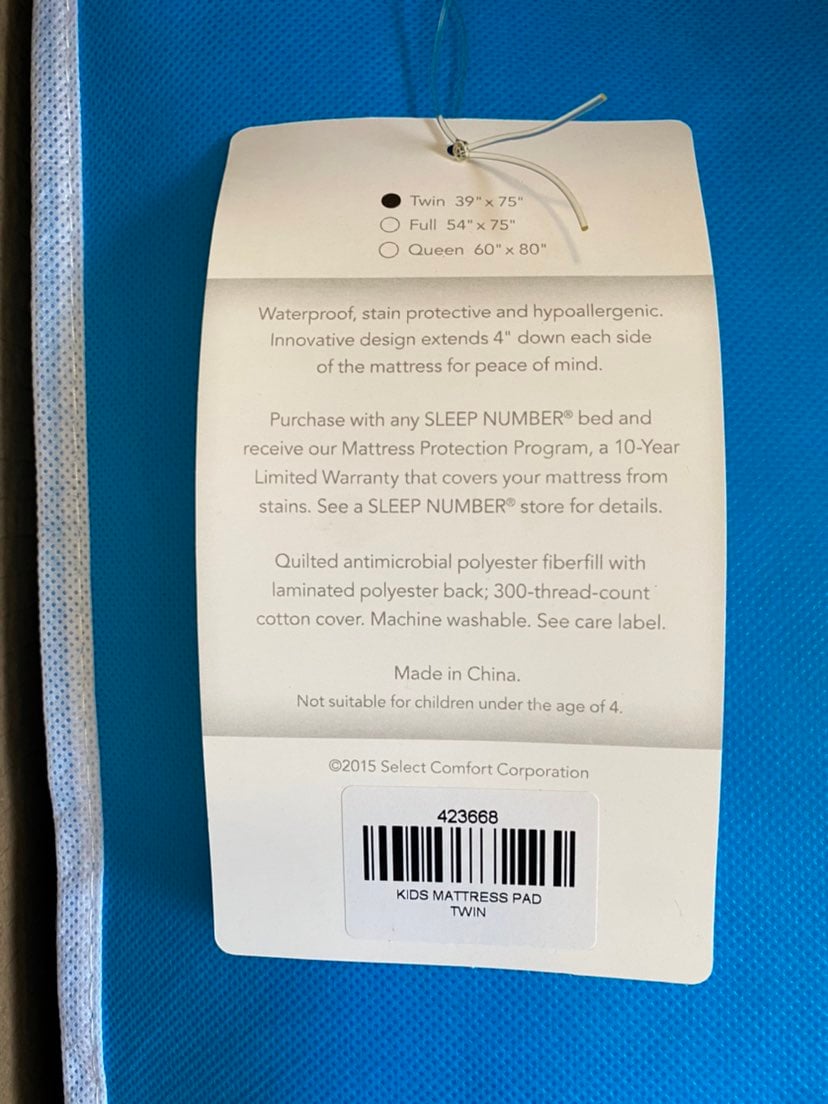 Twin 39" x 75"
Full 54" x 75"
Queen 60" x 80"
Waterproof, stain protective and hypoallergenic.
Innovative design extends 4" down each side
of the mattress for peace of mind.
Purchase with any SLEEP NUMBER® bed and
receive our Mattress Protection Program, a 10-Year
Limited Warranty that covers your mattress from
stains. See a SLEEP NUMBER® store for details.
Quilted antimicrobial polyester fiberfill with
laminated polyester back; 300-thread-count
cotton cover. Machine washable. See care label.
Made in China.
Not suitable for children under the age of 4.
©2015 Select Comfort Corporation
423668
KIDS MATTRESS PAD
TWIN